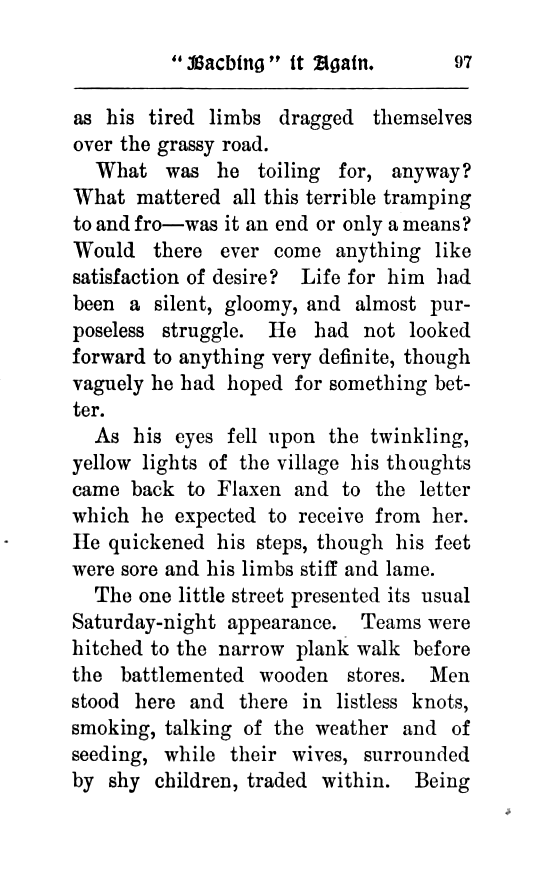 “Baching” it Again. 97
as his tired limbs dragged themselves
over the grassy road.
What was he toiling for, anyway?
What mattered all this terrible tramping
to and fro—was it an end or only a means?
Would there ever come anything like
satisfaction of desire? Life for him had
been a silent, gloomy, and almost pur-
poseless struggle. He had not looked
forward to anything very definite, though
vaguely he had hoped for something bet-
ter.
As his eyes fell upon the twinkling,
yellow lights of the village his thoughts
came back to Flaxen and to the letter
which he expected to receive from her.
He quickened his steps, though his feet
were sore and his limbs stiff and lame.
The one little street presented its usual
Saturday-night appearance. Teams were
hitched to the narrow plank walk before
the battlemented wooden stores. Men
stood here and there in listless knots,
smoking, talking of the weather and of
seeding, while their wives, surrounded
by shy children, traded within. Being